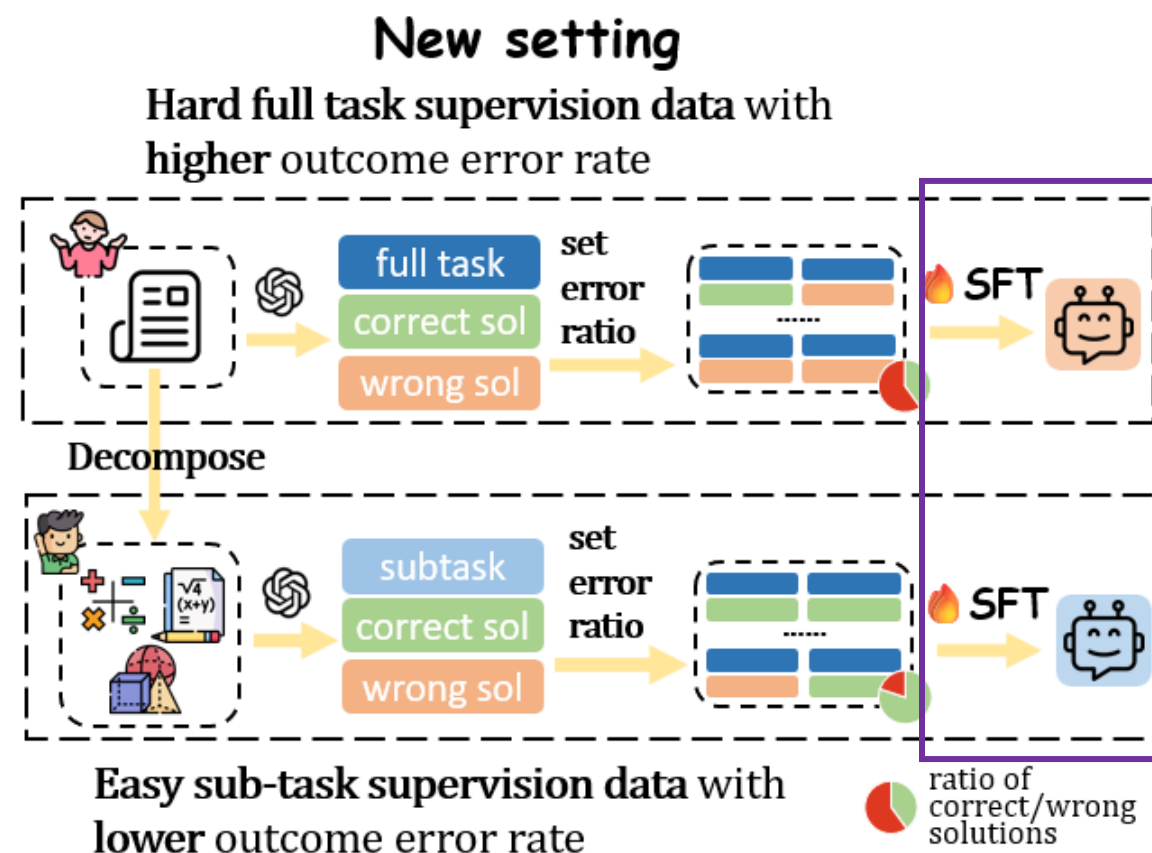 New setting
Hard full task supervision data with
higher outcome error rate
full task
correct sol
wrong sol
set
error
ratio
......
SFT
Decompose
√4
(x+y)
=
subtask
correct sol
wrong sol
set
error
ratio
......
SFT
Easy sub-task supervision data with
lower outcome error rate
ratio of
correct/wrong
solutions